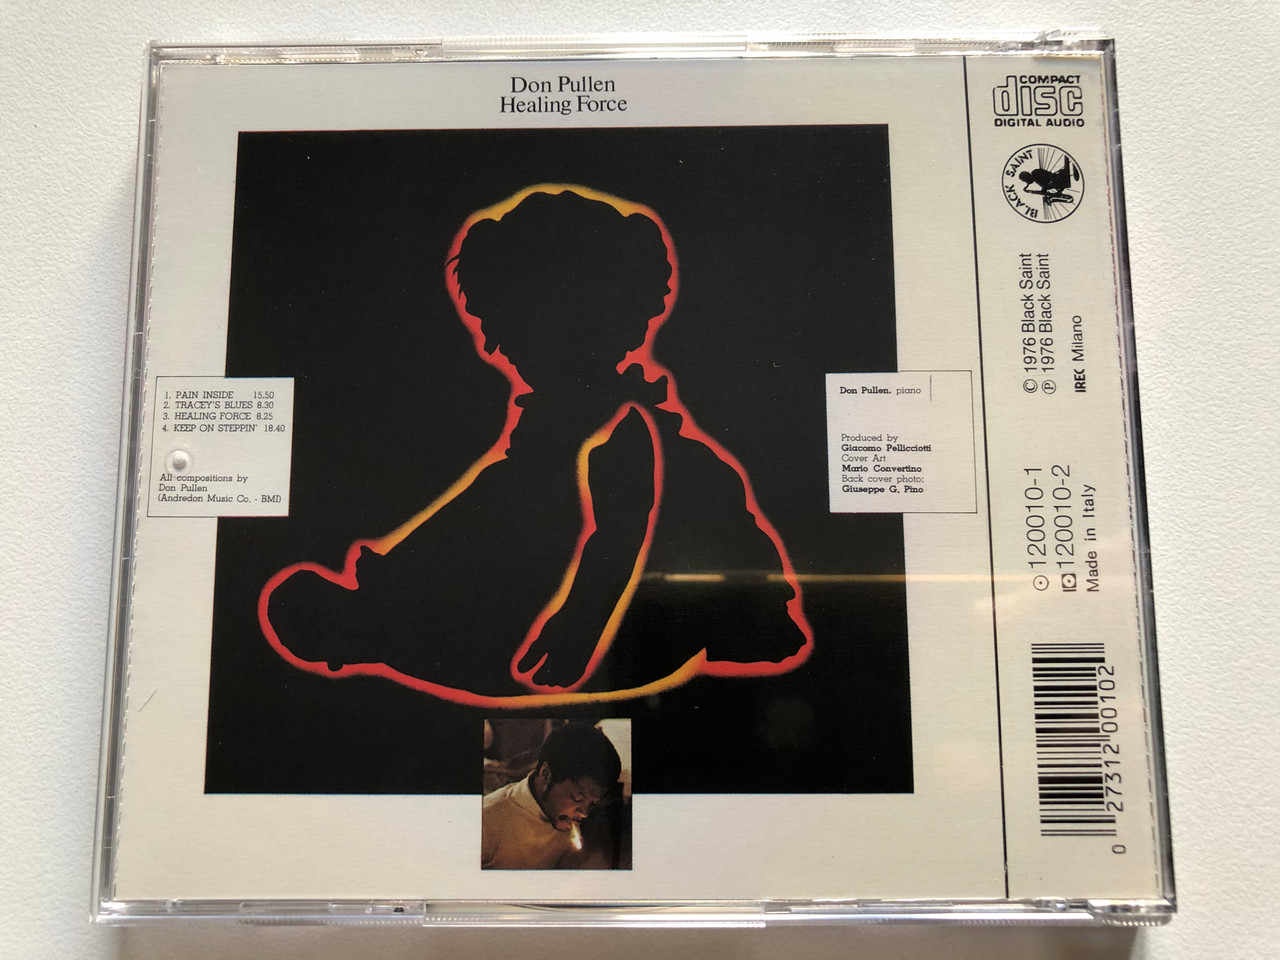 Don Pullen
Healing Force
1. PAIN INSIDE 15.50
2. TRACEY'S BLUES 8.30
3. HEALING FORCE 8.25
4. KEEP ON STEPPIN' 18.40
All compositions by
Don Pullen
(Andredon Music Co. - BMI)
Don Pullen, piano
Produced by
Giacomo Pellicciotti
Cover Art
Mario Convertino
Back cover photo:
Giuseppe G. Pino
COMPACT
disc
DIGITAL AUDIO
BLACK SAINT
© 1976 Black Saint
℗ 1976 Black Saint
IREC Milano
120010-1
120010-2
Made in Italy
0 27312 00102